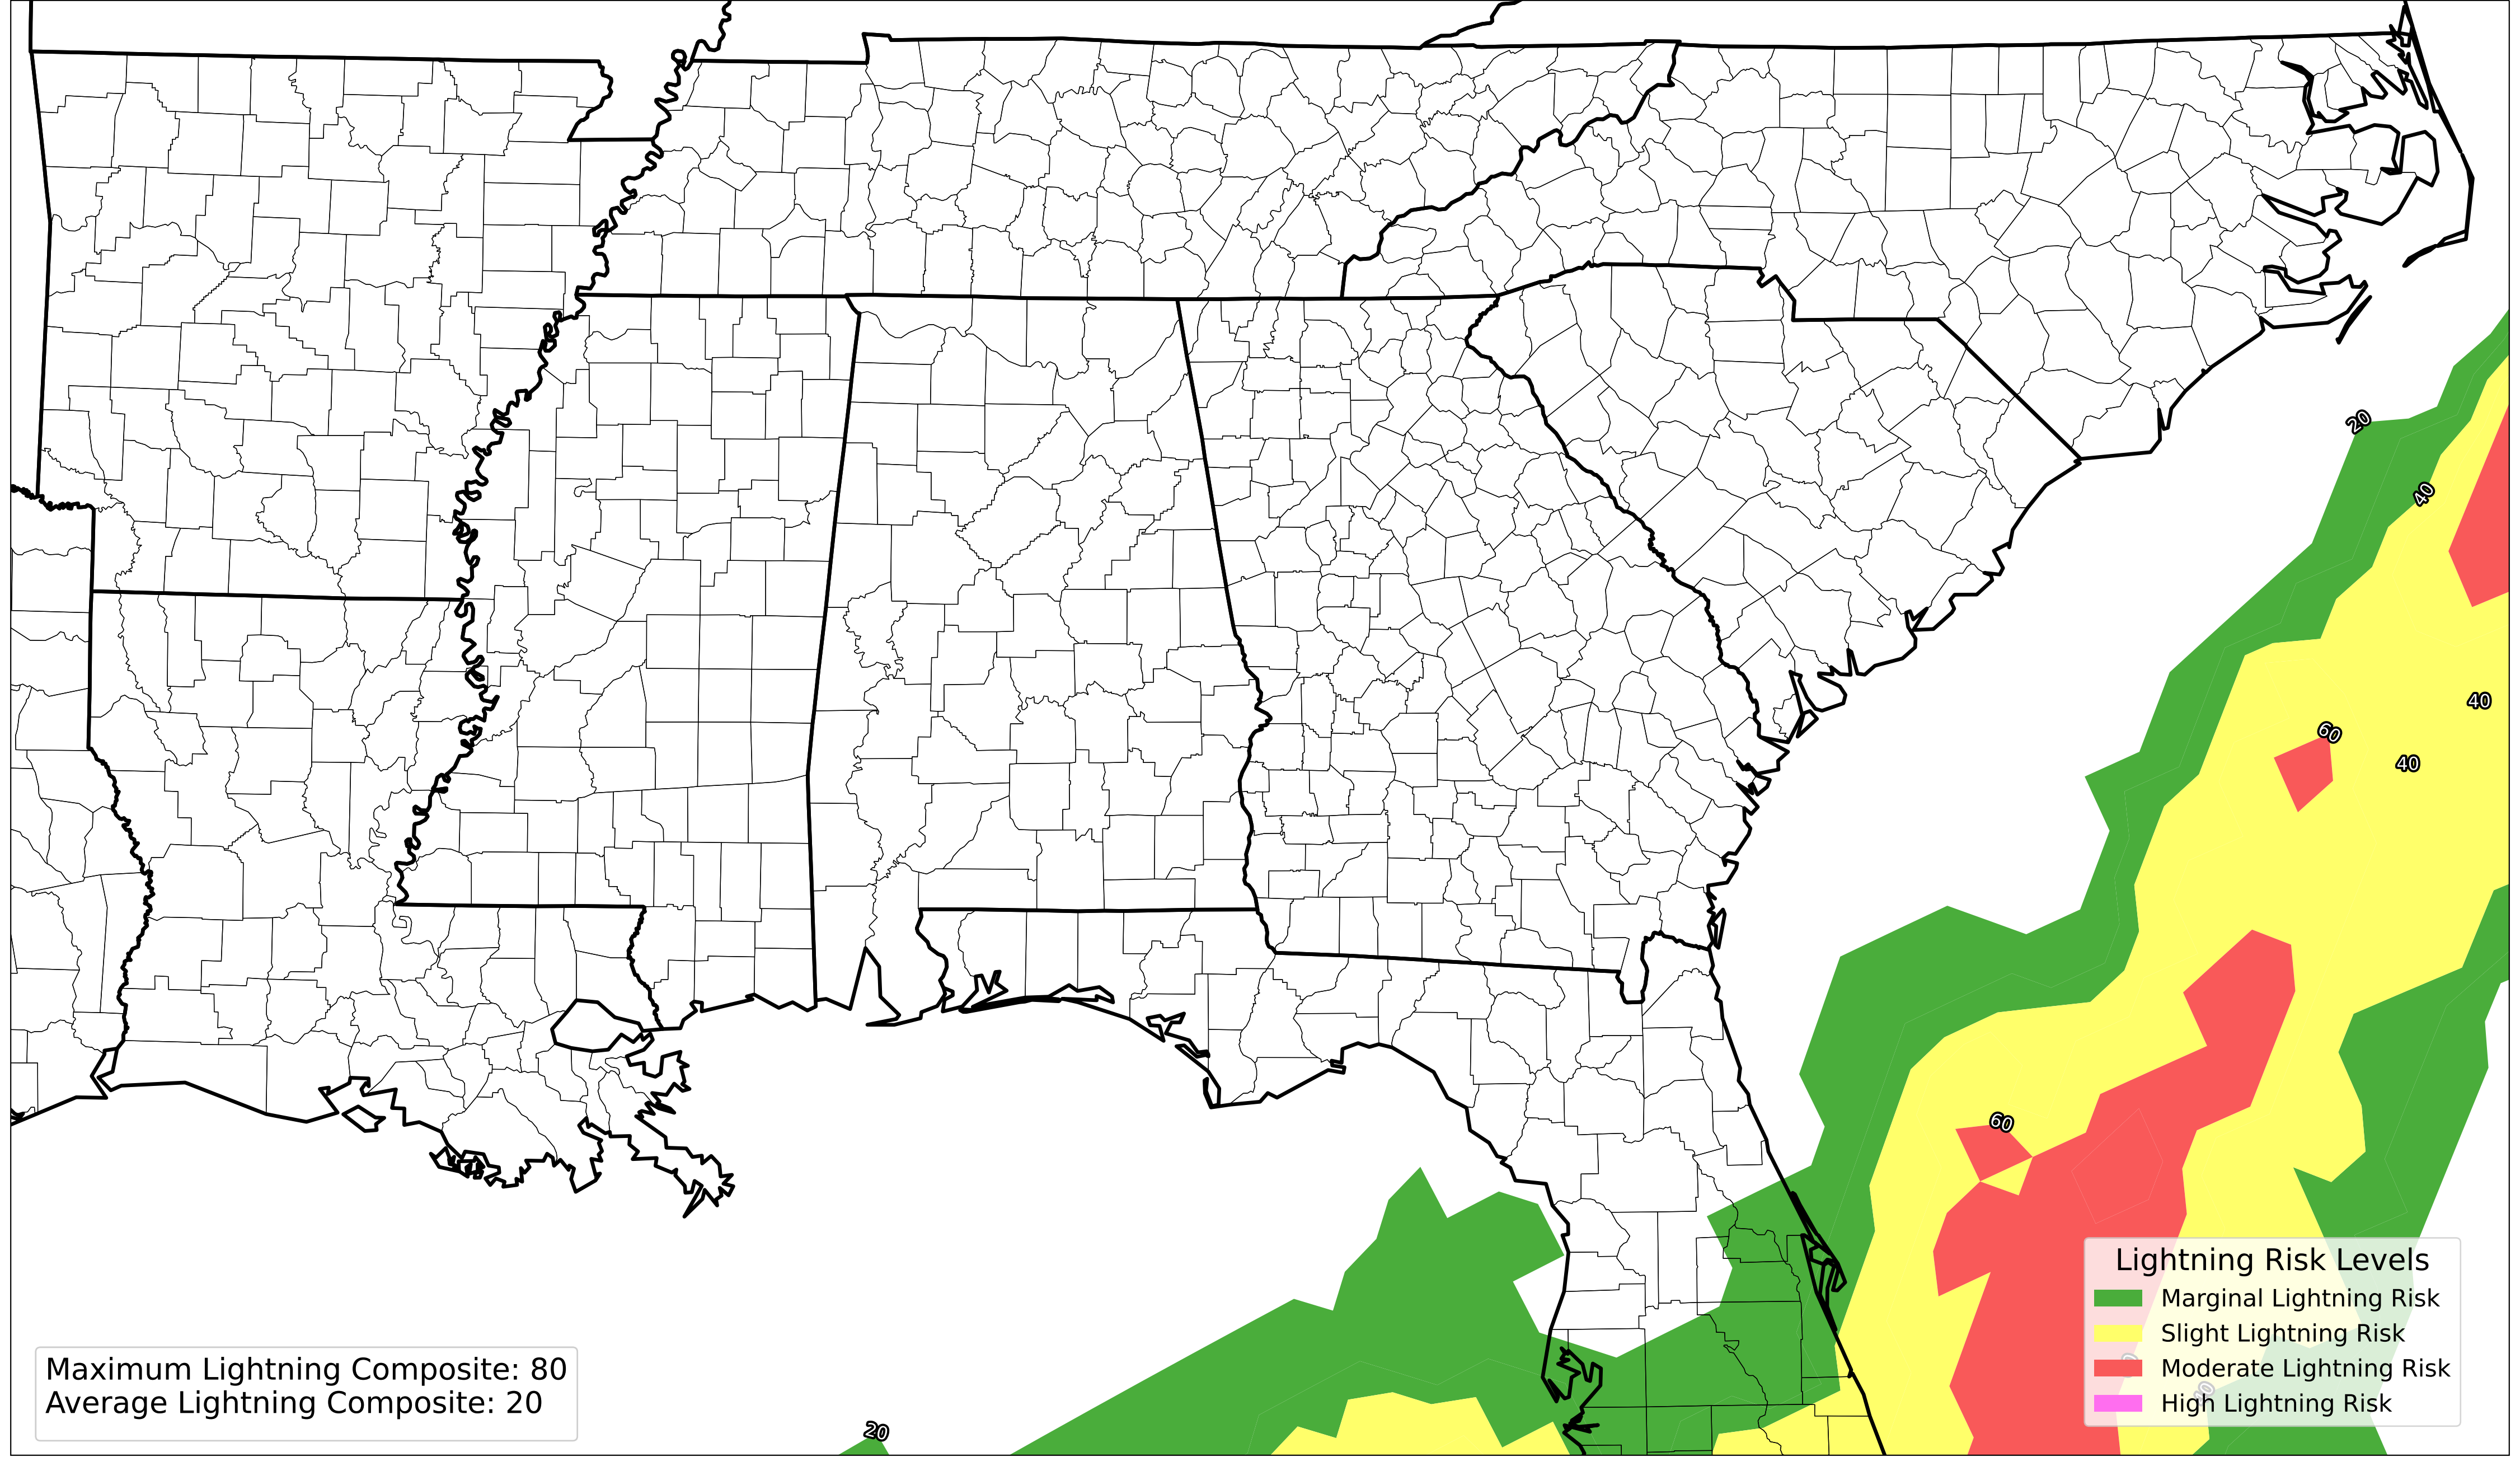 20
40
40
60
40
60
Lightning Risk Levels
Marginal Lightning Risk
Slight Lightning Risk
Moderate Lightning Risk
High Lightning Risk
Maximum Lightning Composite: 80
Average Lightning Composite: 20
20